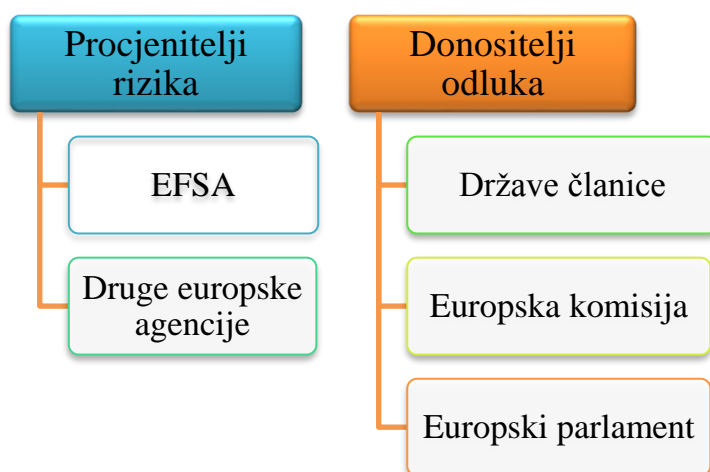 Procjenitelji
rizika
EFSA
Druge europske
agencije
Donositelji
odluka
Države članice
Europska komisija
Europski parlament